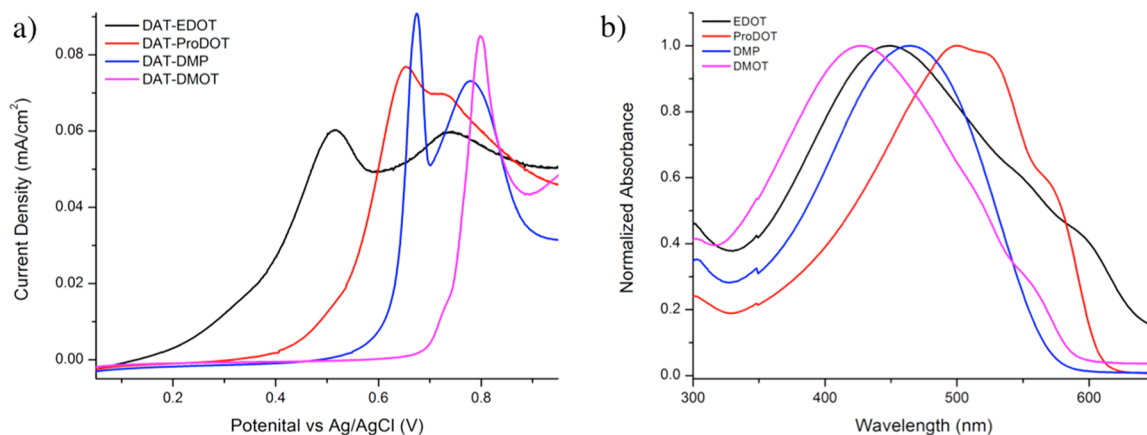 a)
DAT-EDOT
DAT-ProDOT
DAT-DMP
DAT-DMOT
0.08
0.06
0.04
0.02
0.00
Current Density (mA/cm²)
0.2
0.4
0.6
0.8
Potenital vs Ag/AgCl (V)
b)
EDOT
ProDOT
DMP
DMOT
1.0
0.8
0.6
0.4
0.2
0.0
Normalized Absorbance
300
400
500
600
Wavelength (nm)